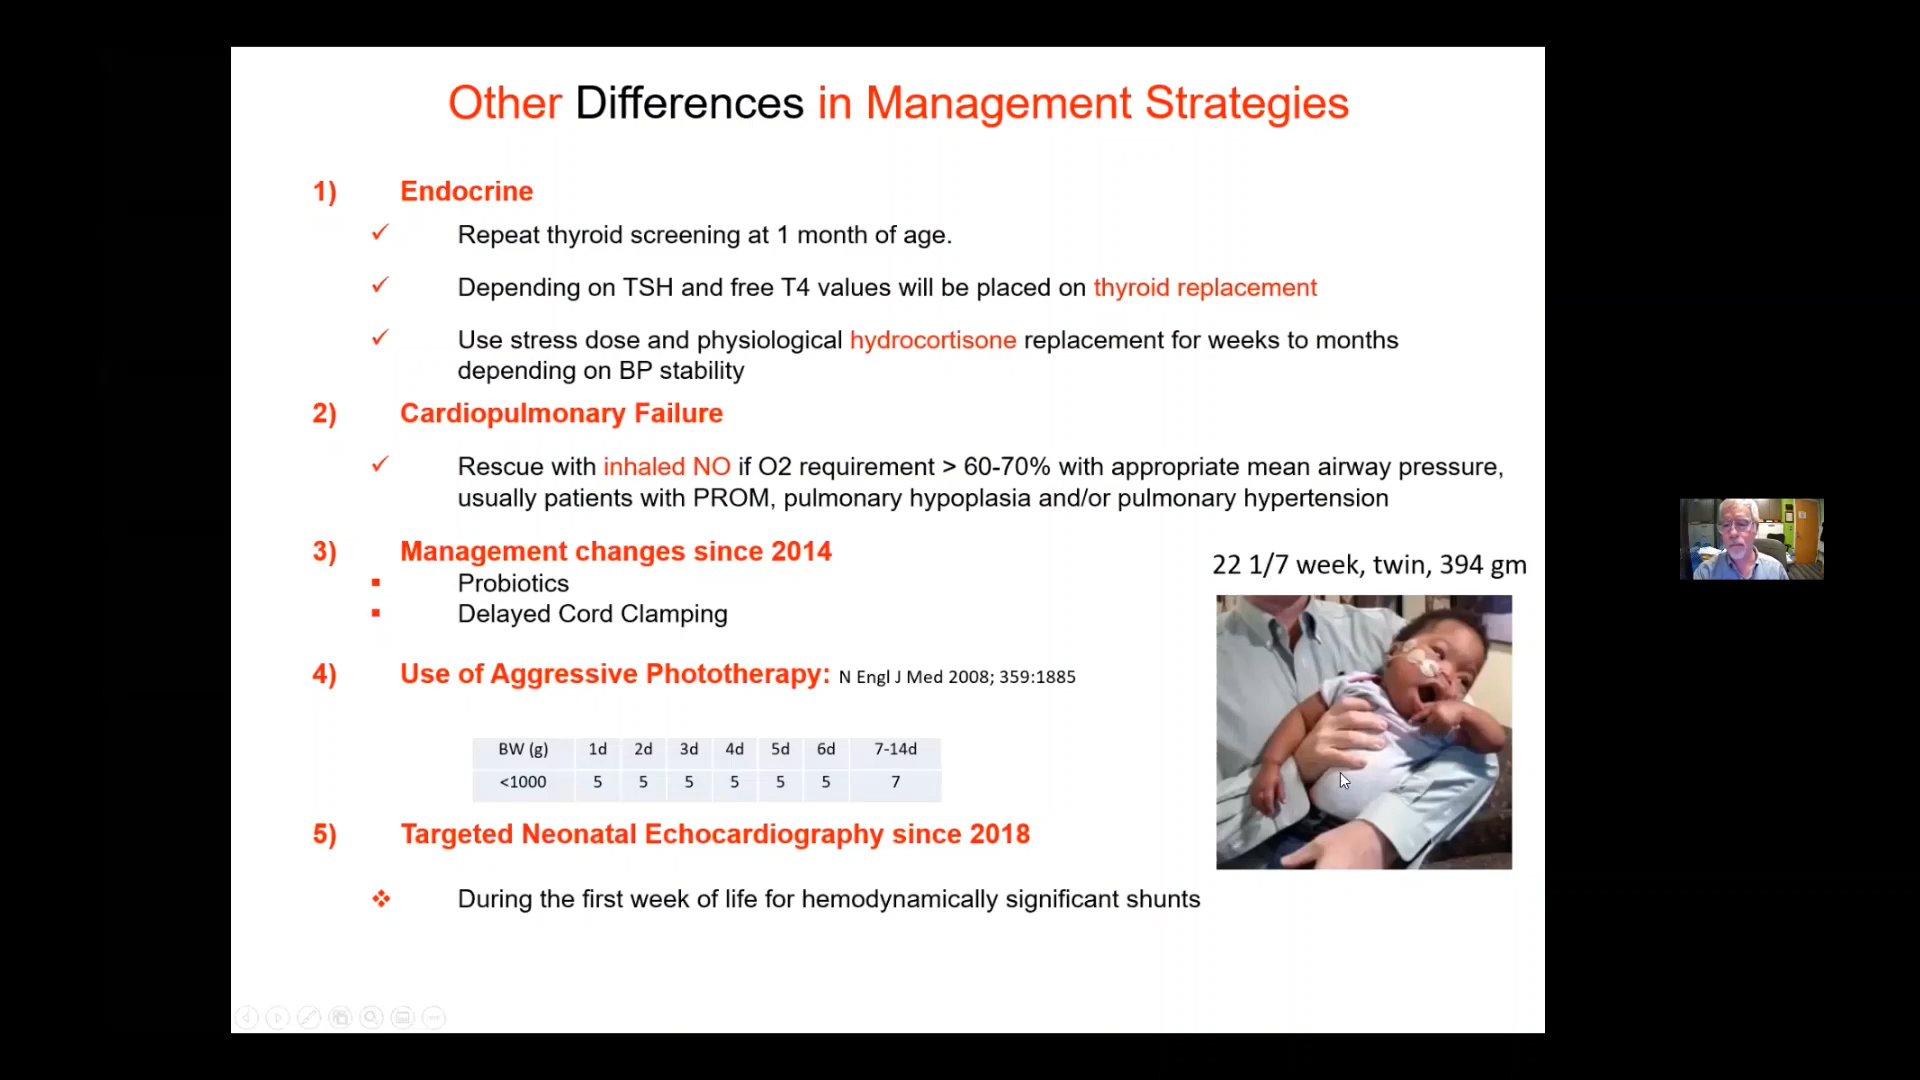 Other Differences in Management Strategies
1) Endocrine
✓ Repeat thyroid screening at 1 month of age.
✓ Depending on TSH and free T4 values will be placed on thyroid replacement
✓ Use stress dose and physiological hydrocortisone replacement for weeks to months
depending on BP stability
2) Cardiopulmonary Failure
✓ Rescue with inhaled NO if O2 requirement > 60-70% with appropriate mean airway pressure,
usually patients with PROM, pulmonary hypoplasia and/or pulmonary hypertension
3) Management changes since 2014
▪ Probiotics
▪ Delayed Cord Clamping
22 1/7 week, twin, 394 gm
4) Use of Aggressive Phototherapy: N Engl J Med 2008; 359:1885
BW (g) 1d 2d 3d 4d 5d 6d 7-14d
<1000 5 5 5 5 5 5 7
5) Targeted Neonatal Echocardiography since 2018
❖ During the first week of life for hemodynamically significant shunts